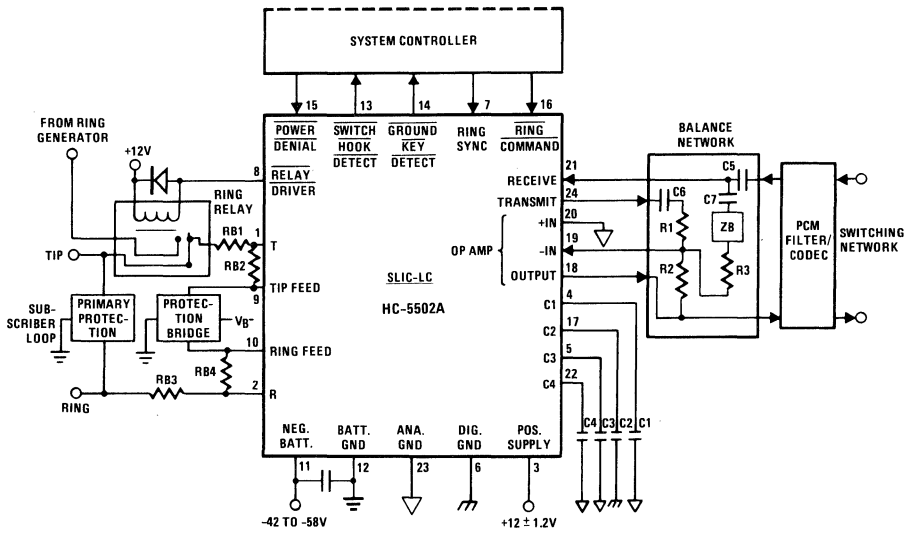 SYSTEM CONTROLLER
15
13
14
7
16
POWER
DENIAL
SWITCH
HOOK
DETECT
GROUND
KEY
DETECT
RING
SYNC
RING
COMMAND
FROM RING
GENERATOR
+12V
8
RELAY
DRIVER
RING
RELAY
RB1
1
T
TIP
RB2
TIP FEED
9
SUB-
SCRIBER
LOOP
PRIMARY
PROTEC-
TION
PROTEC-
TION
BRIDGE
VB-
10
RING FEED
RB4
RB3
2
R
RING
SLIC-LC
HC-5502A
RECEIVE
21
TRANSMIT
24
+IN
20
OP AMP
-IN
19
OUTPUT
18
C1
4
C2
17
C3
5
C4
22
BALANCE
NETWORK
C5
C6
C7
R1
ZB
R2
R3
PCM
FILTER/
CODEC
SWITCHING
NETWORK
C4
C3
C2
C1
NEG.
BATT.
BATT.
GND
ANA.
GND
DIG.
GND
POS.
SUPPLY
11
12
23
6
3
-42 TO -58V
+12 ± 1.2V